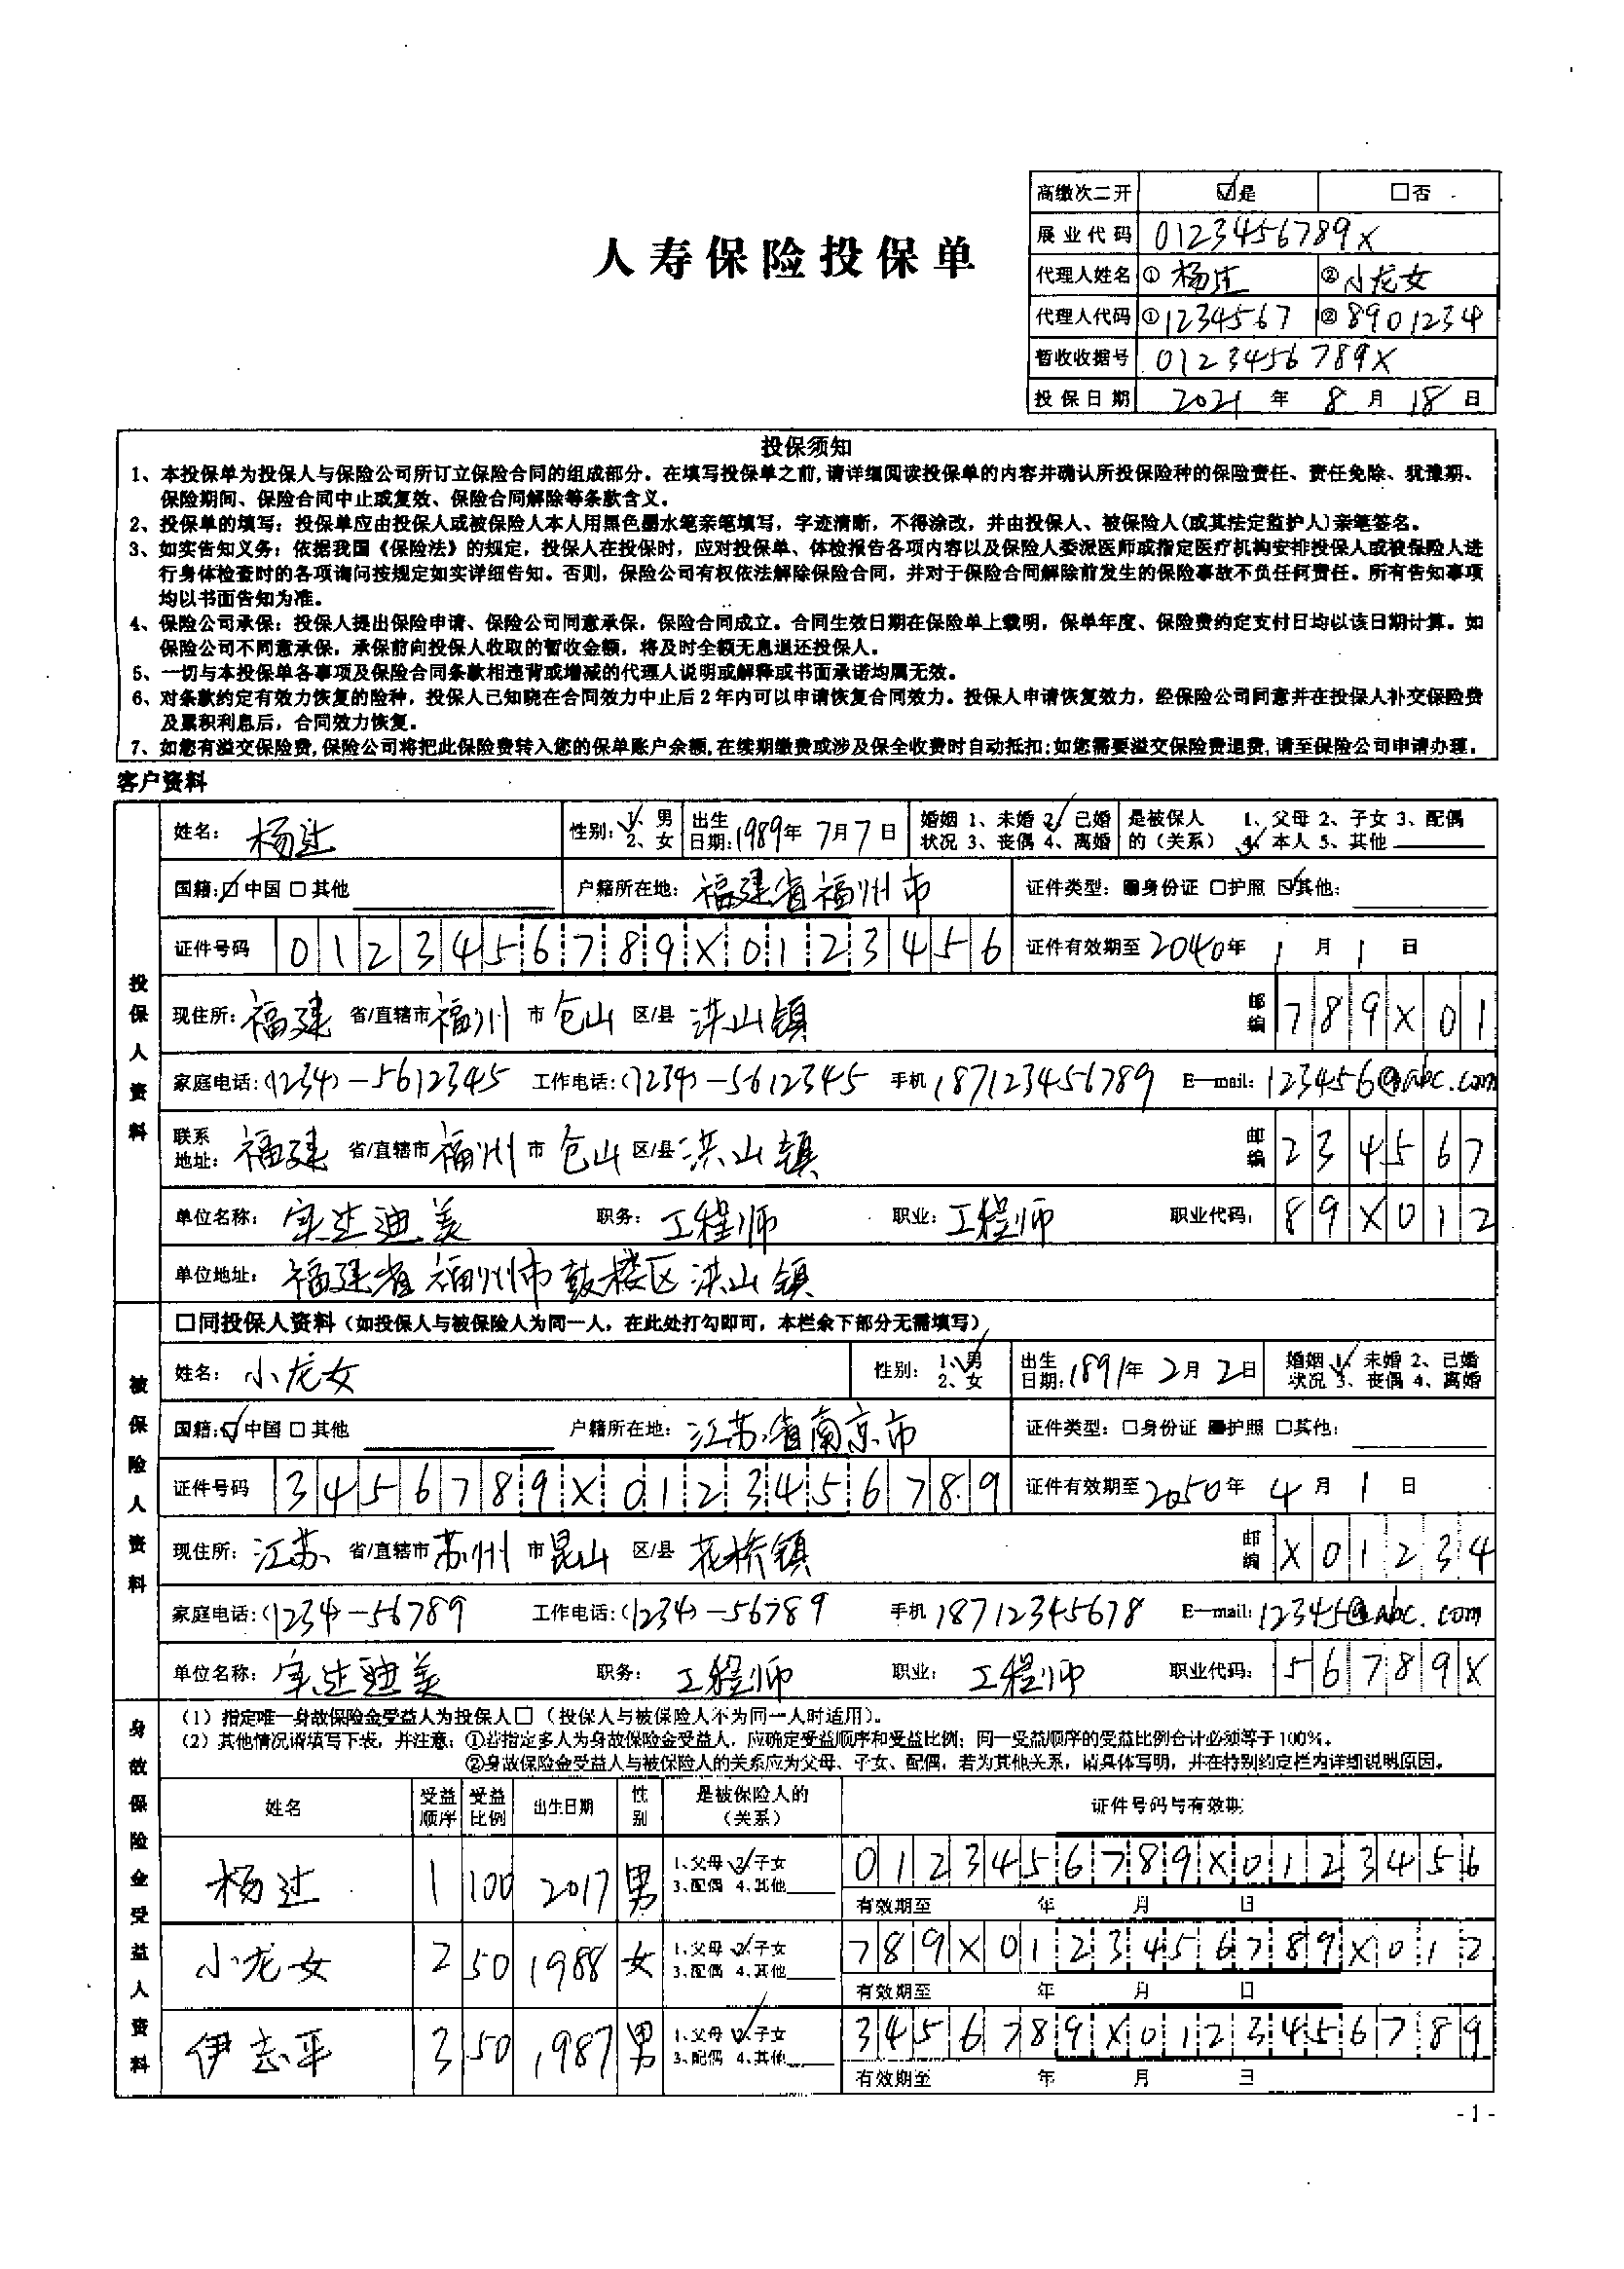 高缴次二开 ☑是 □否
人寿保险投保单
展业代码 0123456789X
代理人姓名 ① 杨过 ② 小龙女
代理人代码 ① 1234567 ② 8901234
暂收收据号 0123456789X
投保日期 2021 年 8 月 18 日
投保须知
1、本投保单为投保人与保险公司所订立保险合同的组成部分。在填写投保单之前,请详细阅读投保单的内容并确认所投保险种的保险责任、责任免除、犹豫期、
保险期间、保险合同中止或复效、保险合同解除等条款含义。
2、投保单的填写:投保单应由投保人或被保险人本人用黑色墨水笔亲笔填写,字迹清晰,不得涂改,并由投保人、被保险人(或其法定监护人)亲笔签名。
3、如实告知义务:依据我国《保险法》的规定,投保人在投保时,应对投保单、体检报告各项内容以及保险人委派医师或指定医疗机构安排投保人或被保险人进
行身体检查时的各项询问按规定如实详细告知。否则,保险公司有权依法解除保险合同,并对于保险合同解除前发生的保险事故不负任何责任。所有告知事项
均以书面告知为准。
4、保险公司承保:投保人提出保险申请、保险公司同意承保,保险合同成立。合同生效日期在保险单上载明,保单年度、保险费约定支付日均以该日期计算。如
保险公司不同意承保,承保前向投保人收取的暂收金额,将及时全额无息退还投保人。
5、一切与本投保单各事项及保险合同条款相违背或增减的代理人说明或解释或书面承诺均属无效。
6、对条款约定有效力恢复的险种,投保人已知晓在合同效力中止后2年内可以申请恢复合同效力。投保人申请恢复效力,经保险公司同意并在投保人补交保险费
及累积利息后,合同效力恢复。
7、如您有溢交保险费,保险公司将把此保险费转入您的保单账户余额,在续期缴费或涉及保全收费时自动抵扣;如您需要溢交保险费退费,请至保险公司申请办理。
客户资料
投保人资料
姓名: 杨过 性别: 1、男 2、女 出生日期: 1989年 7月 7日 婚姻状况 1、未婚 2、已婚 3、丧偶 4、离婚 是被保人的(关系) 1、父母 2、子女 3、配偶 4、本人 5、其他
国籍: ☑中国 □其他 户籍所在地: 福建省福州市 证件类型: ■身份证 □护照 ☑其他:
证件号码 0 1 2 3 4 5 6 7 8 9 X 0 1 2 3 4 5 6 证件有效期至 2040年 1 月 1 日
现住所: 福建 省/直辖市 福州 市 仓山 区/县 洪山镇 邮编 7 8 9 X 0 1
家庭电话: (1234)-5612345 工作电话: (1234)-5612345 手机 187123456789 E-mail: 123456@abc.com
联系地址: 福建 省/直辖市 福州 市 仓山 区/县 洪山镇 邮编 2 3 4 5 6 7
单位名称: 宝达迪美 职务: 工程师 职业: 工程师 职业代码: 8 9 X 0 1 2
单位地址: 福建省福州市鼓楼区洪山镇
被保险人资料
□同投保人资料(如投保人与被保险人为同一人,在此处打勾即可,本栏余下部分无需填写)
姓名: 小龙女 性别: 1、男 2、女 出生日期: 1891年 2月 2日 婚姻状况 1、未婚 2、已婚 3、丧偶 4、离婚
国籍: ☑中国 □其他 户籍所在地: 江苏省南京市 证件类型: □身份证 ■护照 □其他:
证件号码 3 4 5 6 7 8 9 X 0 1 2 3 4 5 6 7 8 9 证件有效期至 2050年 4 月 1 日
现住所: 江苏 省/直辖市 苏州 市 昆山 区/县 花桥镇 邮编 X 0 1 2 3 4
家庭电话: (1234)-56789 工作电话: (1234)-56789 手机 18712345678 E-mail: 12345@abc.com
单位名称: 宝达迪美 职务: 工程师 职业: 工程师 职业代码: 5 6 7 8 9 X
身故保险金受益人资料
(1)指定唯一身故保险金受益人为投保人□(投保人与被保险人不为同一人时适用)。
(2)其他情况请填写下表,并注意:①若指定多人为身故保险金受益人,应确定受益顺序和受益比例;同一受益顺序的受益比例合计必须等于100%。
②身故保险金受益人与被保险人的关系应为父母、子女、配偶,若为其他关系,请具体写明,并在特别约定栏内详细说明原因。
姓名 受益顺序 受益比例 出生日期 性别 是被保险人的(关系) 证件号码与有效期
杨过 1 100 2017 男 1、父母 2、子女 3、配偶 4、其他 0 1 2 3 4 5 6 7 8 9 X 0 1 2 3 4 5 6
有效期至 年 月 日
小龙女 2 50 1988 女 1、父母 2、子女 3、配偶 4、其他 7 8 9 X 0 1 2 3 4 5 6 7 8 9 X 0 1 2
有效期至 年 月 日
伊志平 3 50 1987 男 1、父母 2、子女 3、配偶 4、其他 3 4 5 6 7 8 9 X 0 1 2 3 4 5 6 7 8 9
有效期至 年 月 日
- 1 -